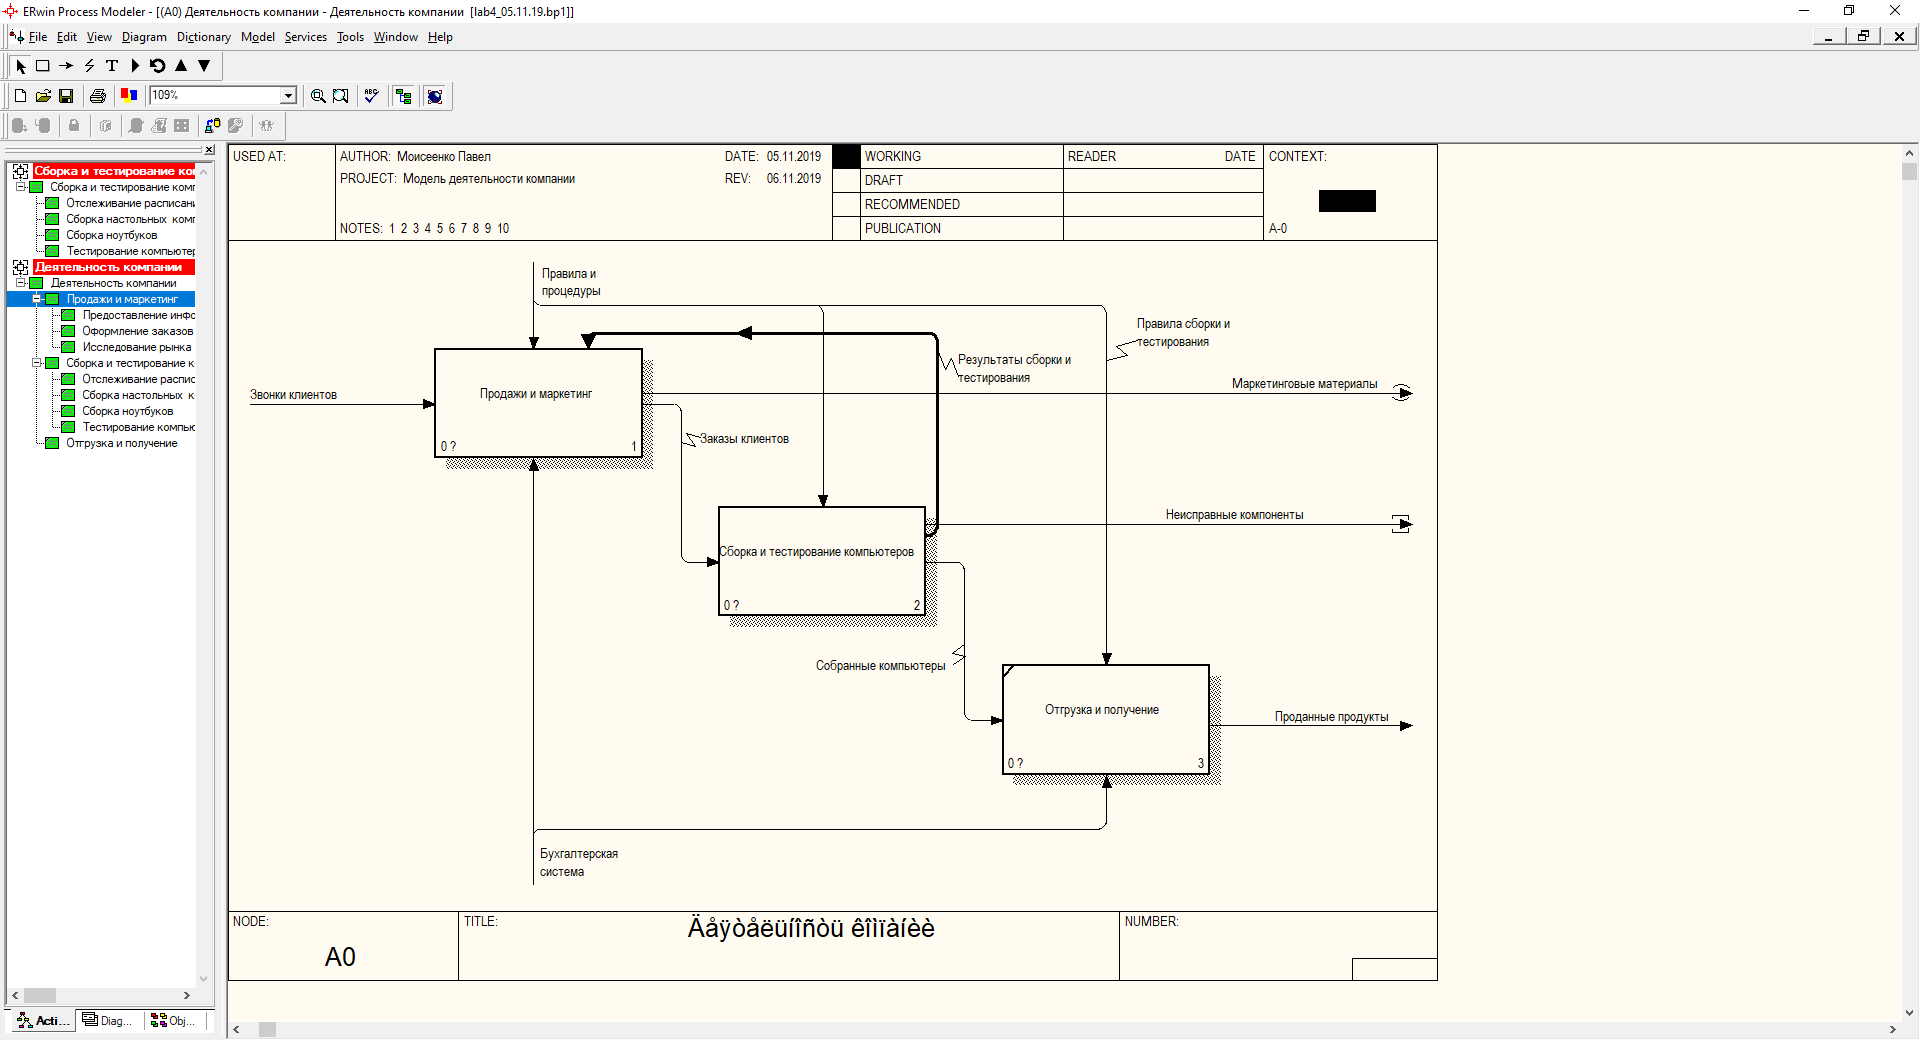 ERwin Process Modeler - [(A0) Деятельность компании - Деятельность компании  [lab4_05.11.19.bp1]]
File Edit View Diagram Dictionary Model Services Tools Window Help
109%
ABC
Сборка и тестирование ко
Сборка и тестирование комп
Отслеживание расписани
Сборка настольных комп
Сборка ноутбуков
Тестирование компьютер
Деятельность компании
Деятельность компании
Продажи и маркетинг
Предоставление инфо
Оформление заказов
Исследование рынка
Сборка и тестирование к
Отслеживание распис
Сборка настольных к
Сборка ноутбуков
Тестирование компью
Отгрузка и получение
Acti...
Diag...
Obj...
USED AT:
AUTHOR: Моисеенко Павел
DATE: 05.11.2019
PROJECT: Модель деятельности компании
REV: 06.11.2019
NOTES: 1 2 3 4 5 6 7 8 9 10
WORKING
DRAFT
RECOMMENDED
PUBLICATION
READER
DATE
CONTEXT:
A-0
Правила и
процедуры
Правила сборки и
тестирования
Результаты сборки и
тестирования
Маркетинговые материалы
Звонки клиентов
Продажи и маркетинг
0 ?
1
Заказы клиентов
Неисправные компоненты
Сборка и тестирование компьютеров
0 ?
2
Собранные компьютеры
Отгрузка и получение
0 ?
3
Проданные продукты
Бухгалтерская
система
NODE:
A0
TITLE:
Äåÿòåëüíîñòü êîìïàíèè
NUMBER: